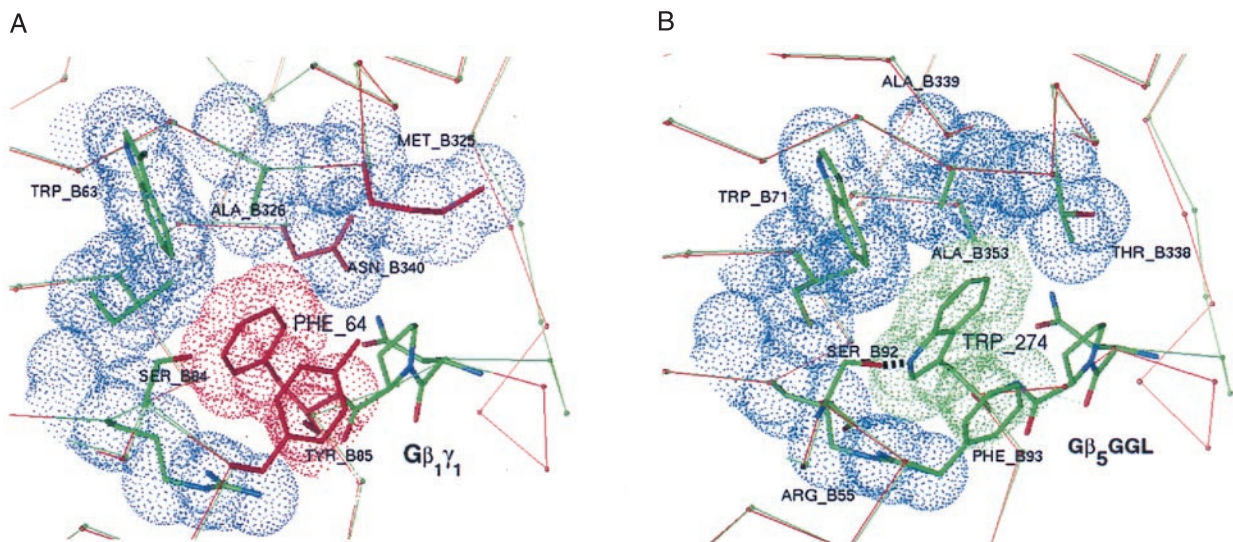 A
B
ALA_B339
MET_B325
TRP_B63
TRP_B71
ALA_B326
ASN_B340
ALA_B353
THR_B338
PHE_64
TRP_274
SER_B84
SER_B92
TYR_B85
Gβ₁γ₁
PHE_B93
Gβ₅GGL
ARG_B55